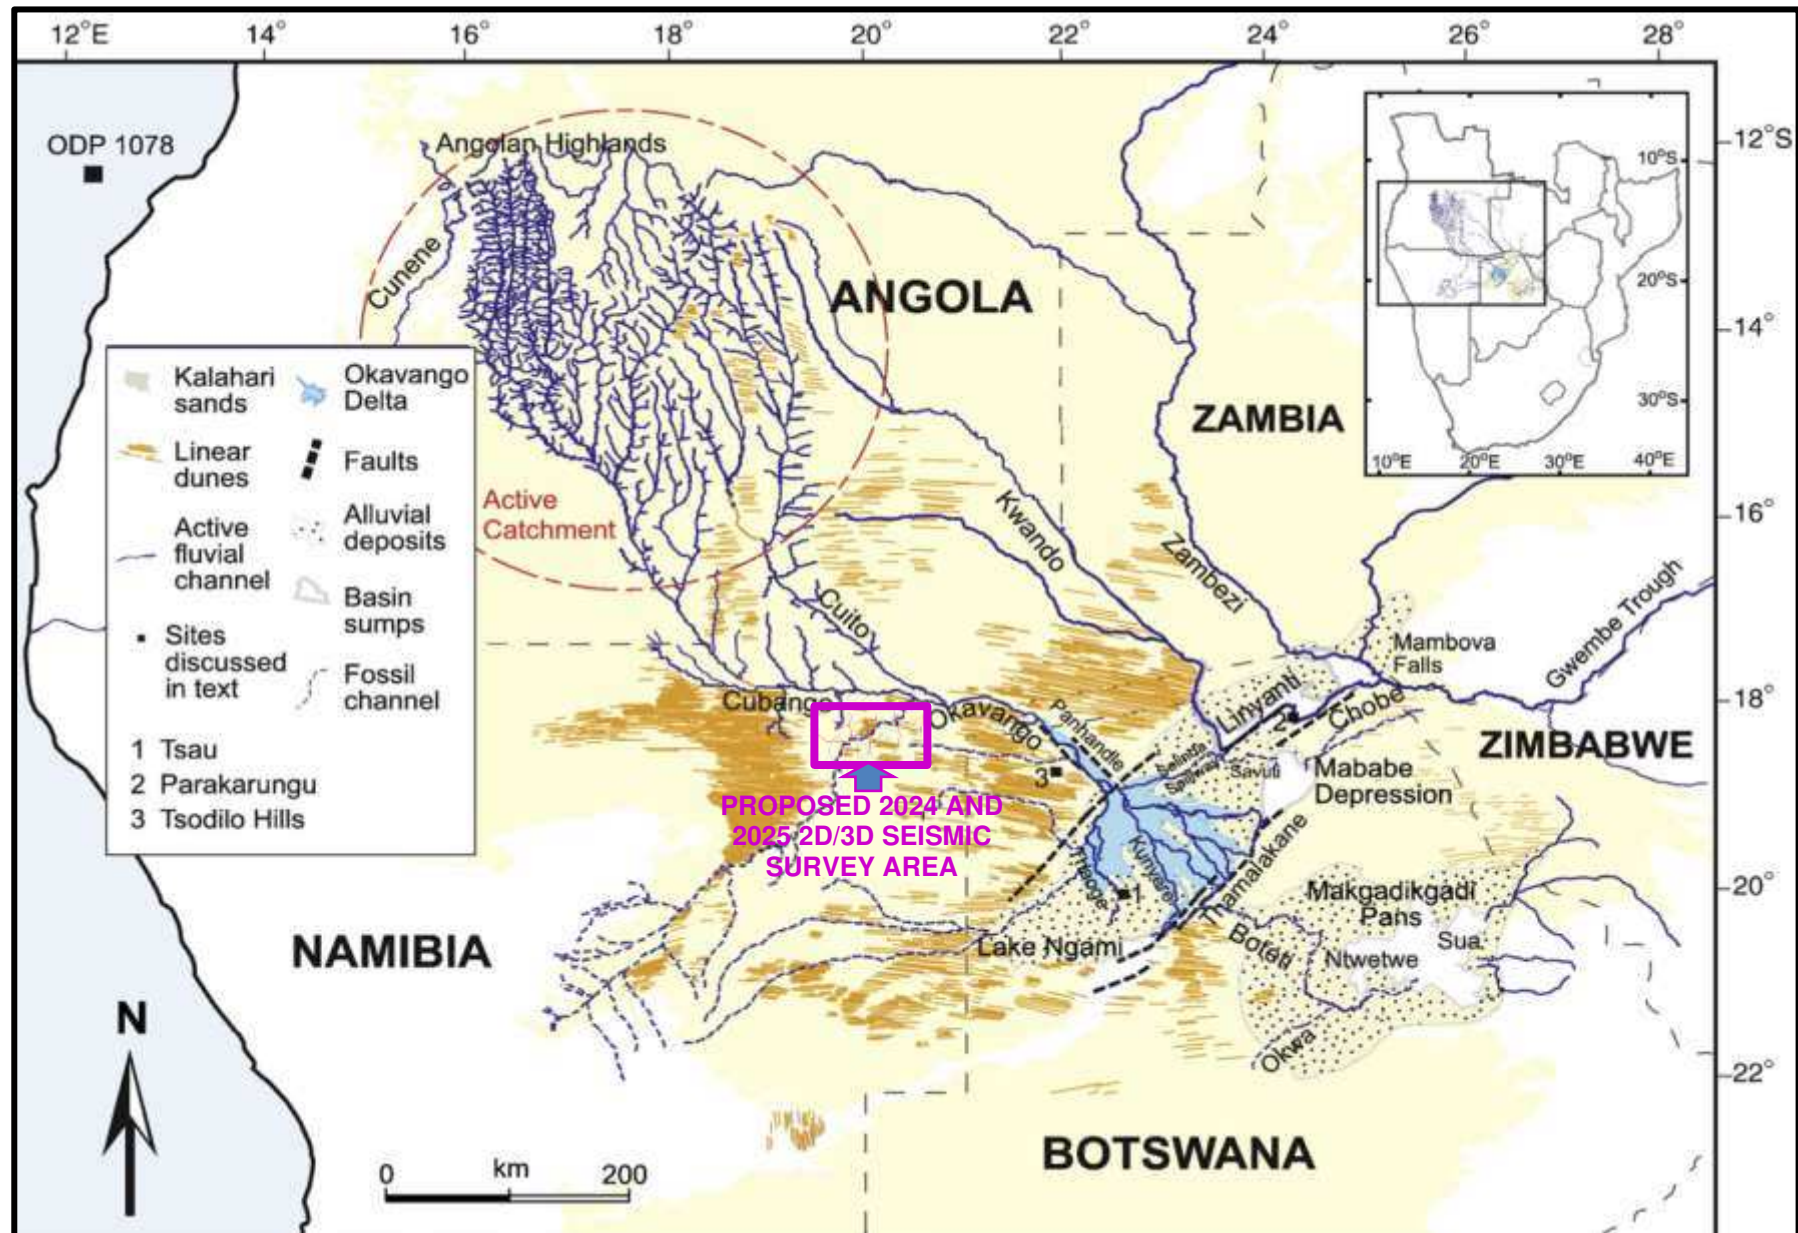 12°E 14° 16° 18° 20° 22° 24° 26° 28°
ODP 1078
Angolan Highlands
12°S
10°S
20°S
30°S
10°E 20°E 30°E 40°E
Cunene
ANGOLA
14°
ZAMBIA
Kalahari
sands
Okavango
Delta
Linear
dunes
Faults
Active
fluvial
channel
Alluvial
deposits
Basin
sumps
Sites
discussed
in text
Fossil
channel
1 Tsau
2 Parakarungu
3 Tsodilo Hills
Active
Catchment
16°
Kwando
Zambezi
Cuito
Gwembe Trough
Mambova
Falls
18°
Cubango
Okavango
Panhandle
Linyanti
2
Chobe
ZIMBABWE
Selinda
Spillway
Savuti
Mababe
Depression
3
PROPOSED 2024 AND
2025 2D/3D SEISMIC
SURVEY AREA
Thaoge
Kunyere
1
Thamalakane
20°
Makgadikgadi
Pans
Sua
Ntwetwe
Boteti
Lake Ngami
NAMIBIA
Okwa
22°
N
0 km 200
BOTSWANA